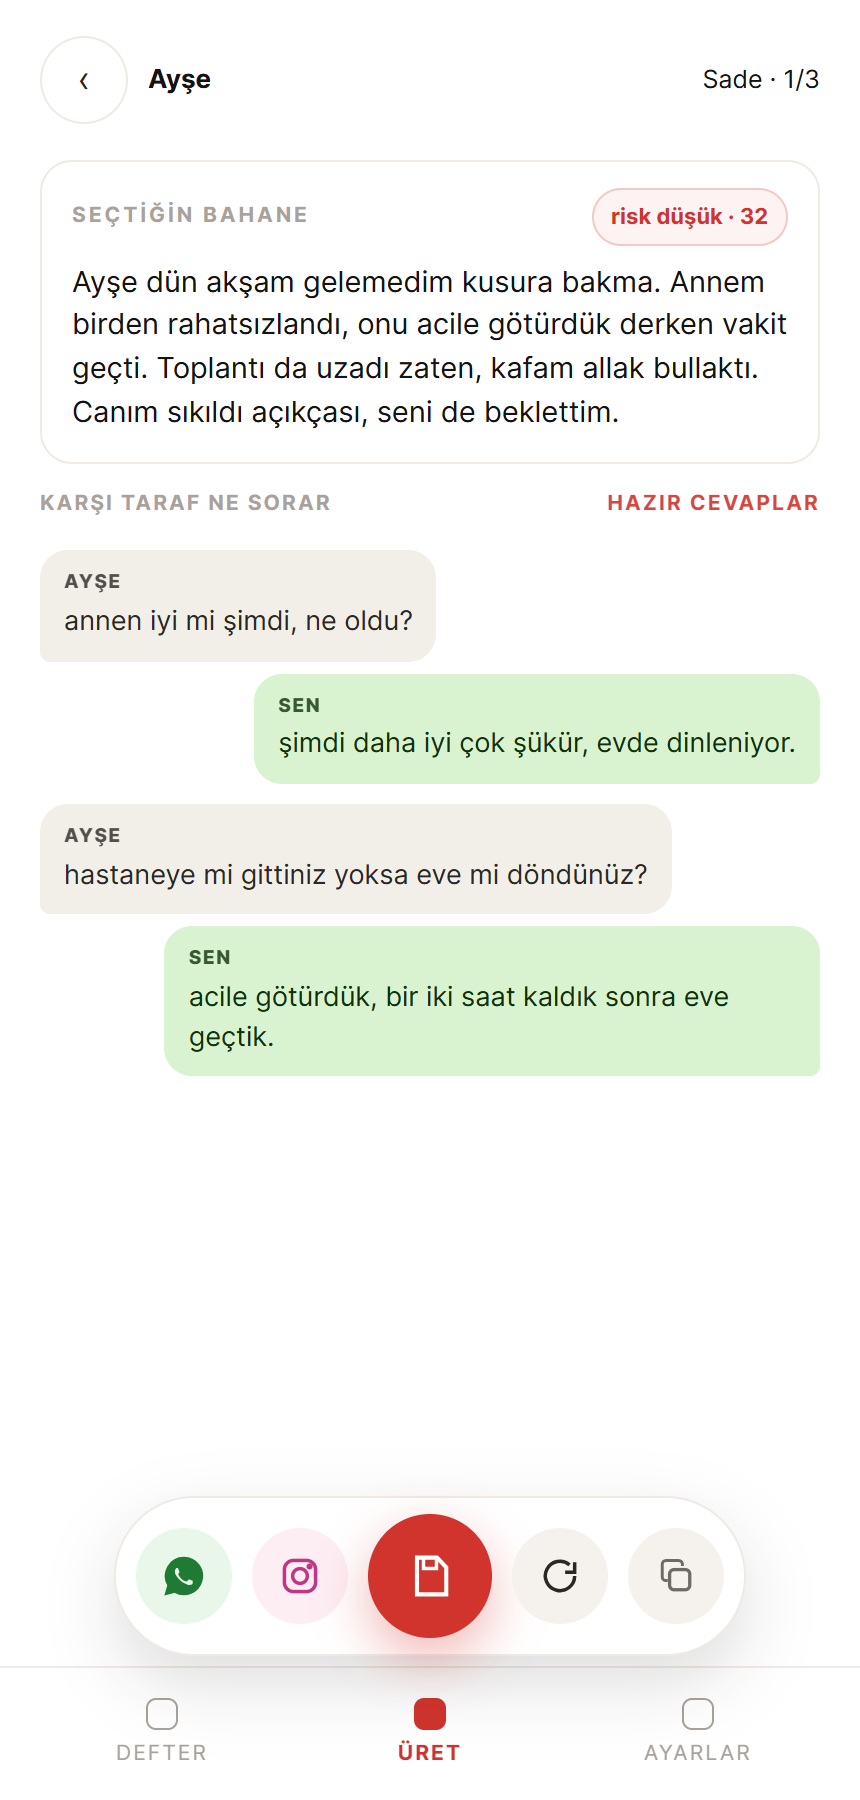 ‹
Ayşe
Sade · 1/3
SEÇTİĞİN BAHANE
risk düşük · 32
Ayşe dün akşam gelemedim kusura bakma. Annem
birden rahatsızlandı, onu acile götürdük derken vakit
geçti. Toplantı da uzadı zaten, kafam allak bullaktı.
Canım sıkıldı açıkçası, seni de beklettim.
KARŞI TARAF NE SORAR
HAZIR CEVAPLAR
AYŞE
annen iyi mi şimdi, ne oldu?
SEN
şimdi daha iyi çok şükür, evde dinleniyor.
AYŞE
hastaneye mi gittiniz yoksa eve mi döndünüz?
SEN
acile götürdük, bir iki saat kaldık sonra eve
geçtik.
DEFTER
ÜRET
AYARLAR